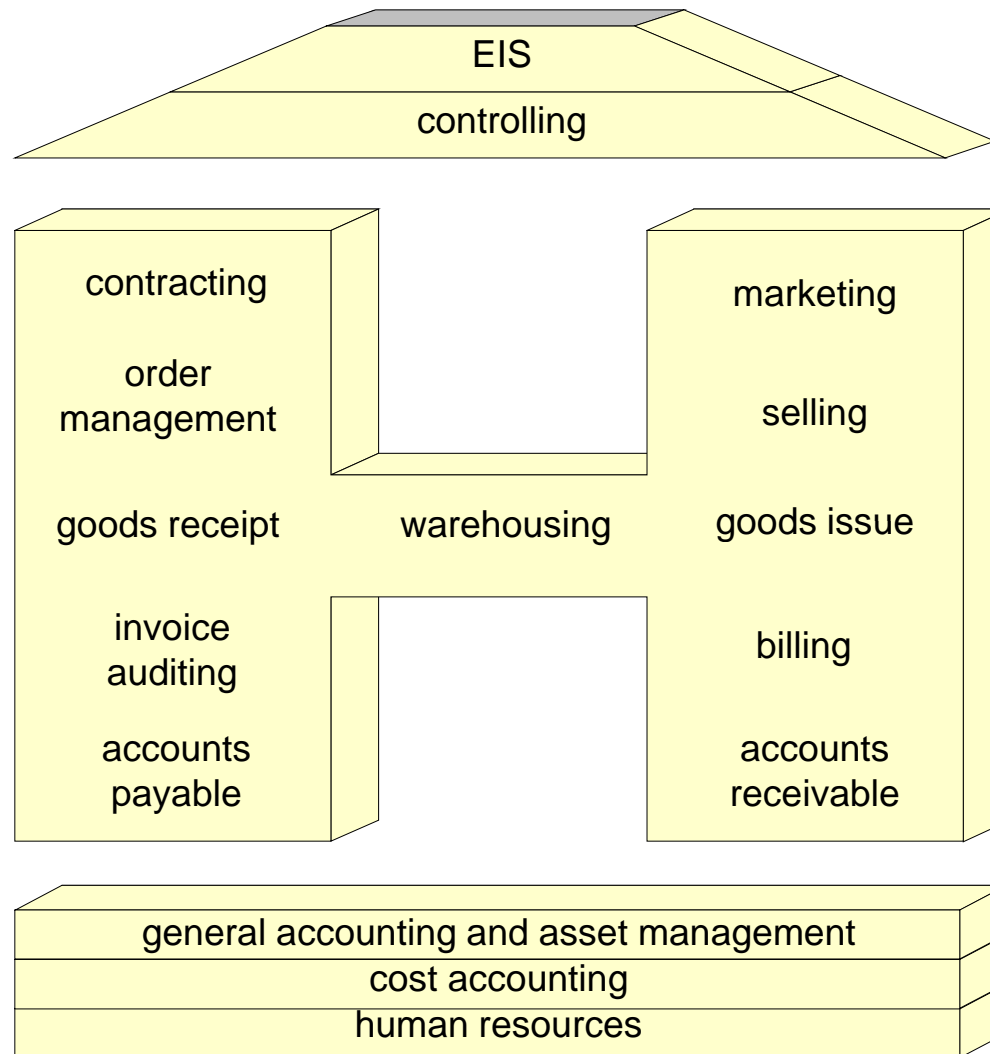 EIS
controlling
contracting
order
management
goods receipt
invoice
auditing
accounts
payable
warehousing
marketing
selling
goods issue
billing
accounts
receivable
general accounting and asset management
cost accounting
human resources